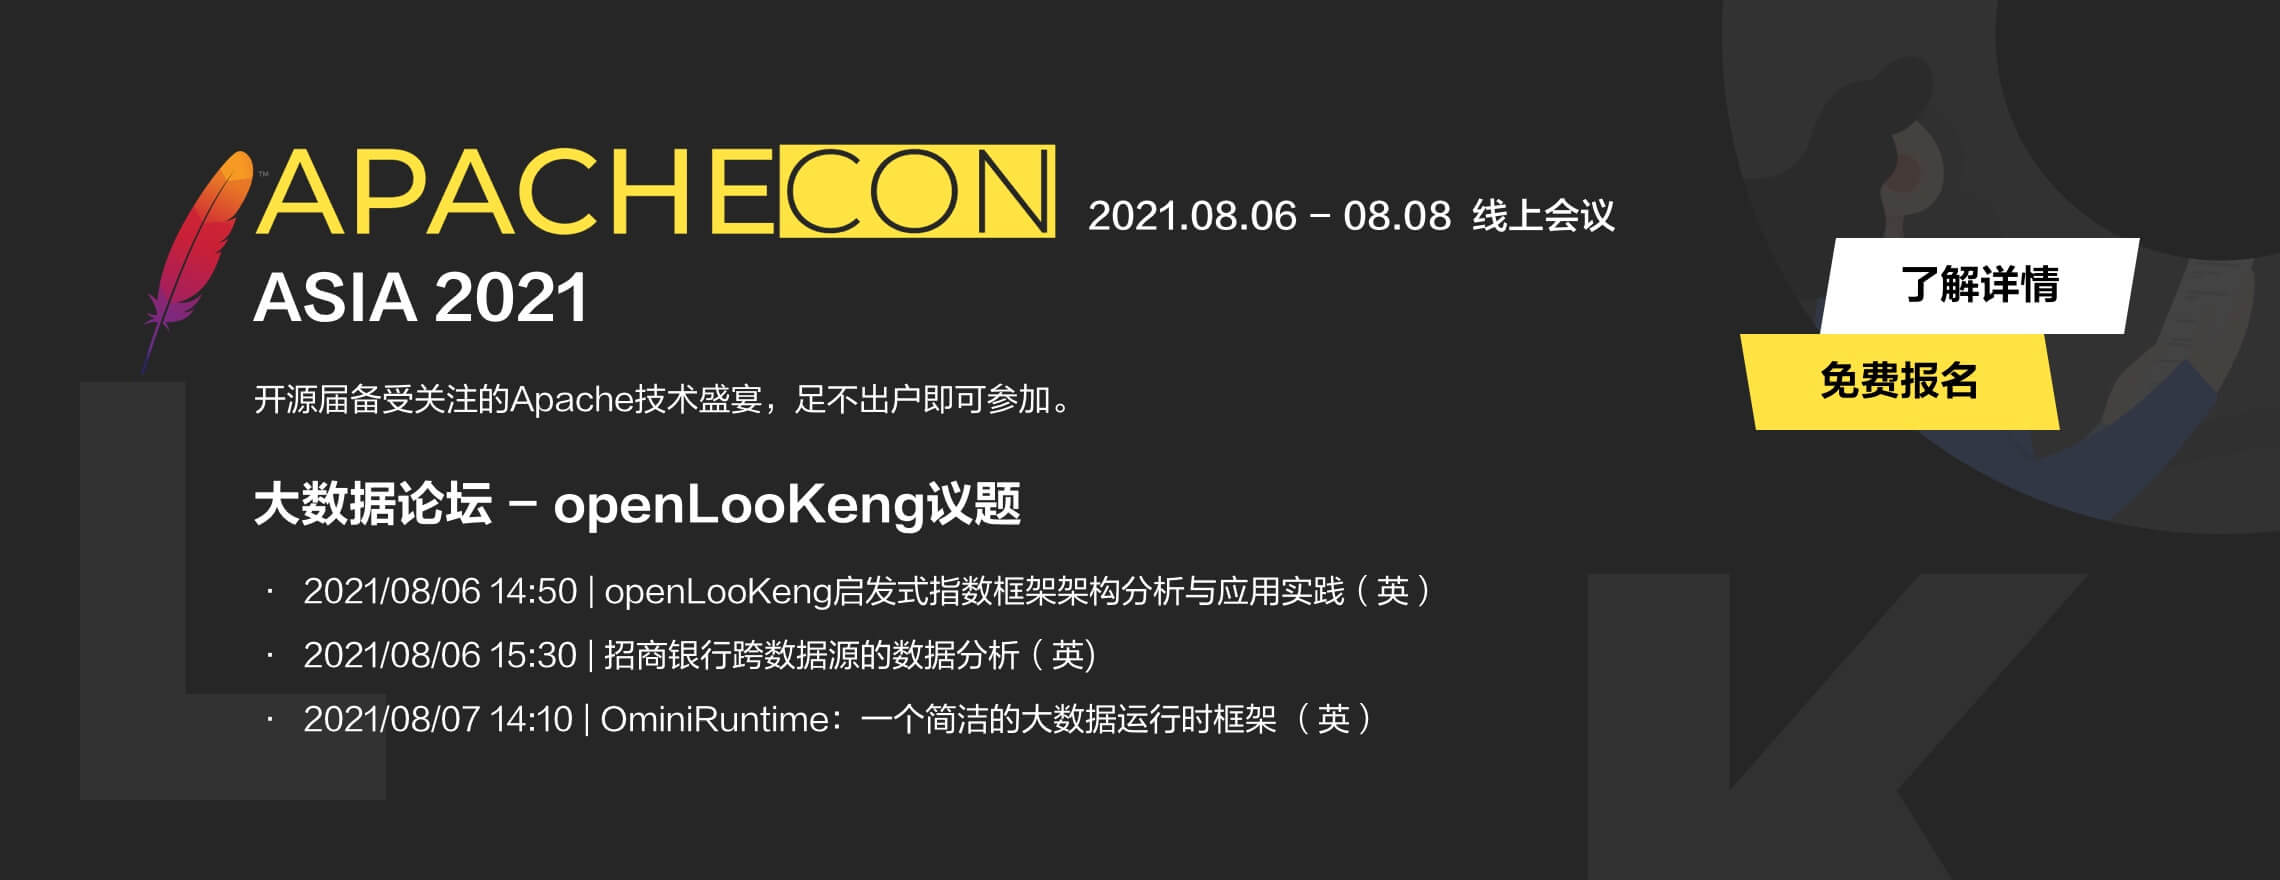 APACHECON 2021.08.06 – 08.08 线上会议
™
ASIA 2021
了解详情
免费报名
开源届备受关注的Apache技术盛宴，足不出户即可参加。
大数据论坛 – openLooKeng议题
· 2021/08/06 14:50 | openLooKeng启发式指数框架架构分析与应用实践（英）
· 2021/08/06 15:30 | 招商银行跨数据源的数据分析（英)
· 2021/08/07 14:10 | OminiRuntime：一个简洁的大数据运行时框架 （英）
L
K